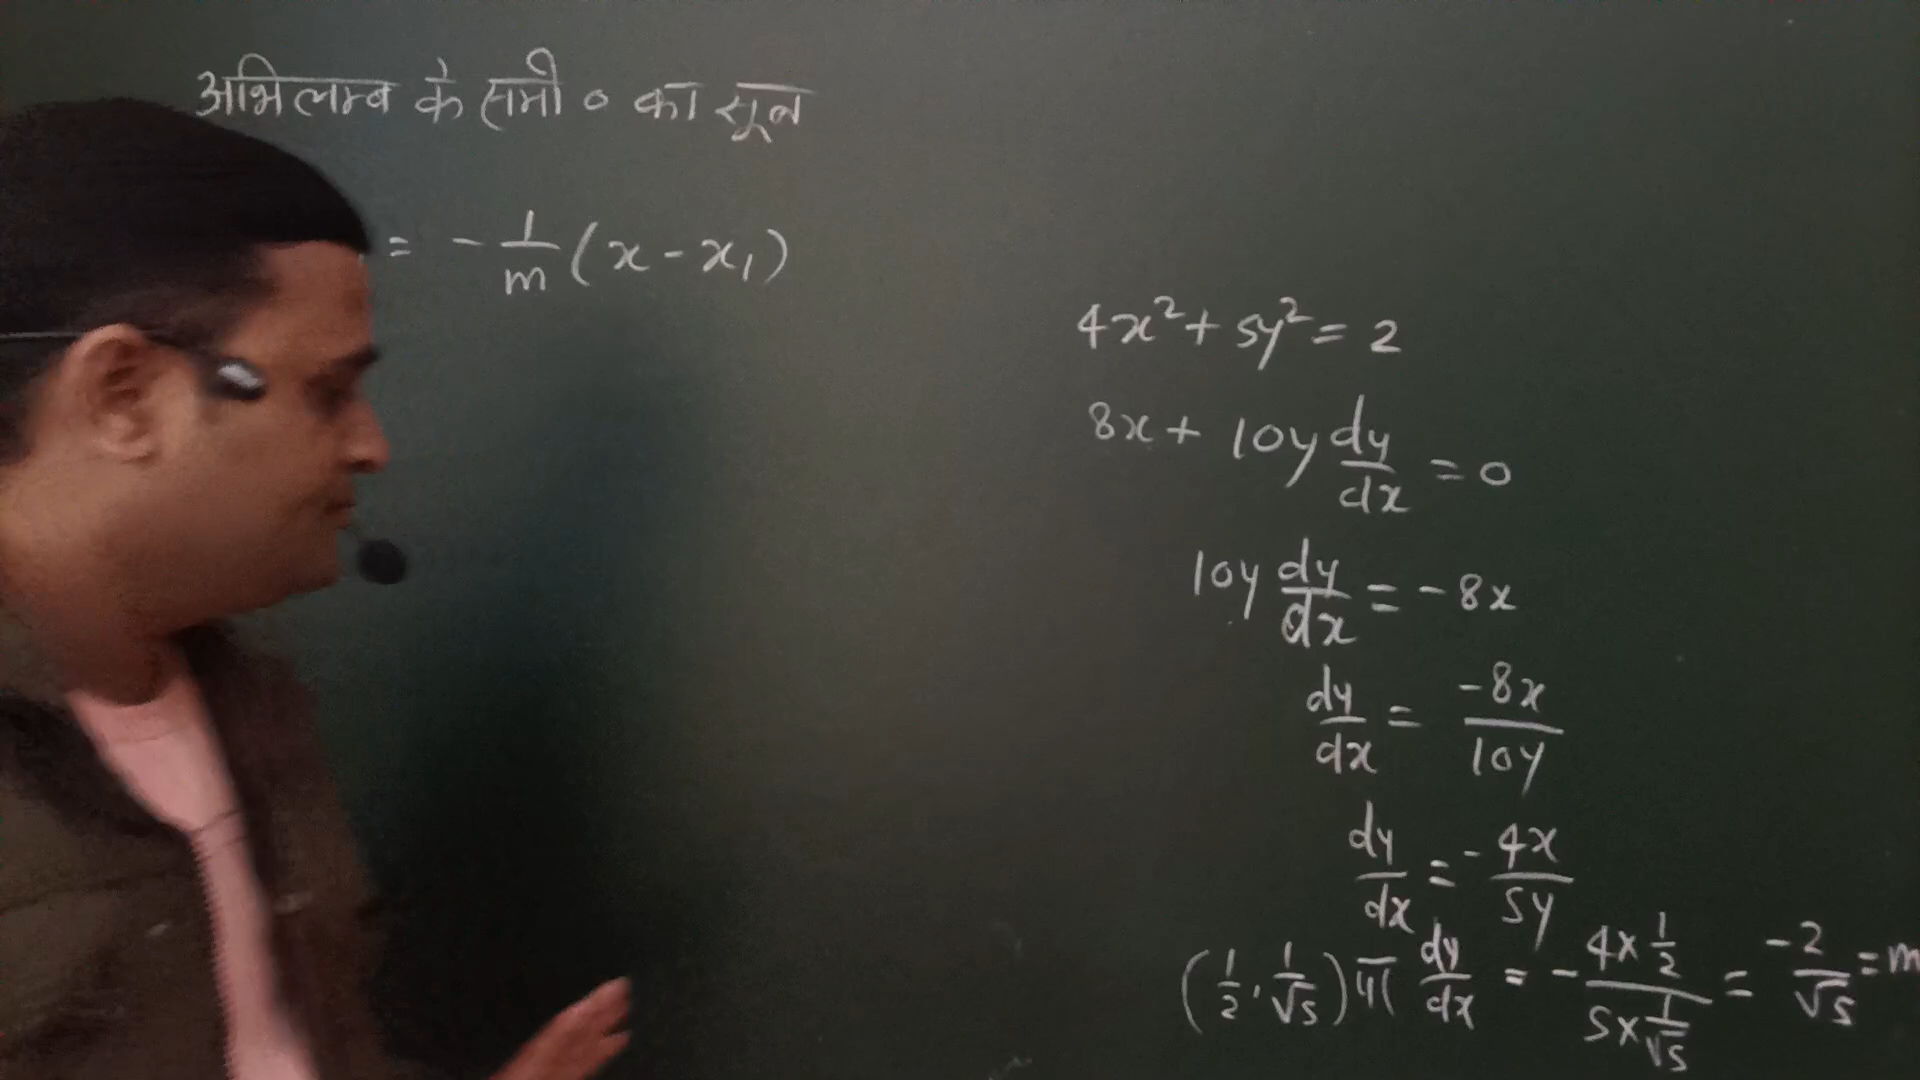 अभिलम्ब के समी० का सूत्र
= -1/m (x - x₁)
4x² + 5y² = 2
8x + 10y dy/dx = 0
10y dy/dx = -8x
dy/dx = -8x/10y
dy/dx = -4x/5y
(1/2, 1/√5) पर dy/dx = - (4×1/2)/(5×1/√5) = -2/√5 = m